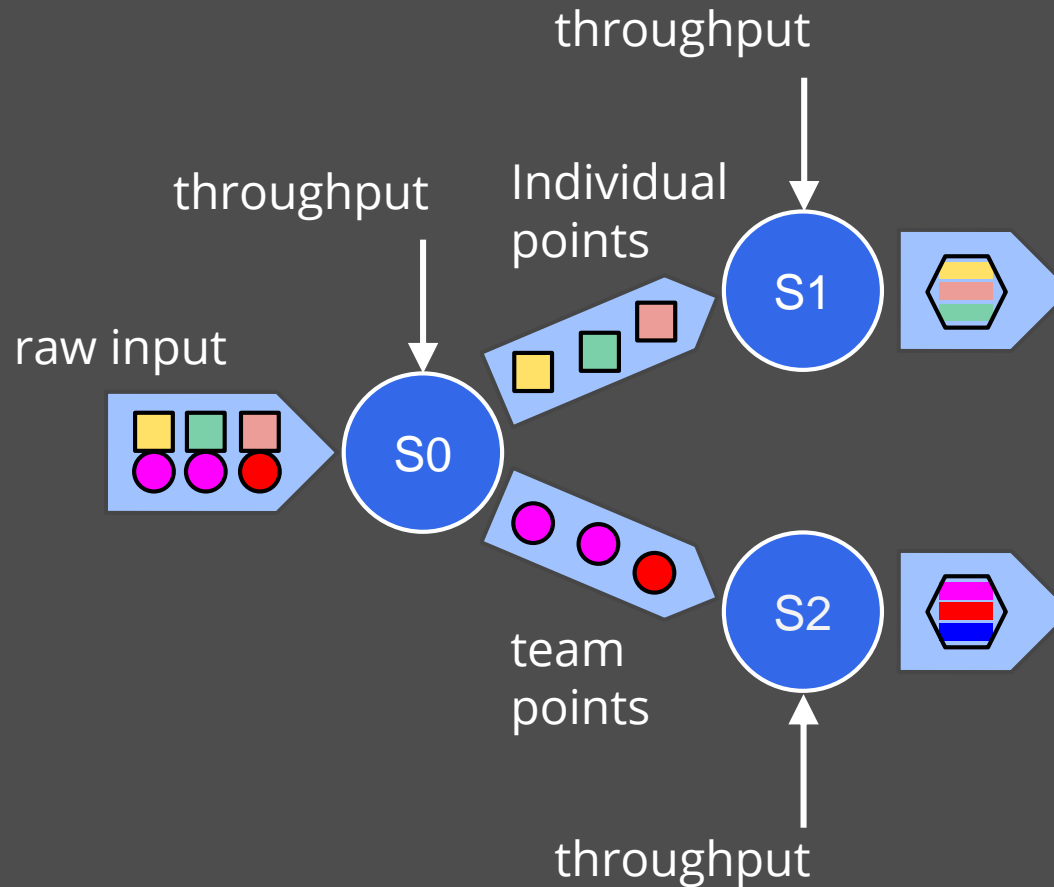 throughput
throughput
Individual
points
S1
raw input
S0
S2
team
points
throughput